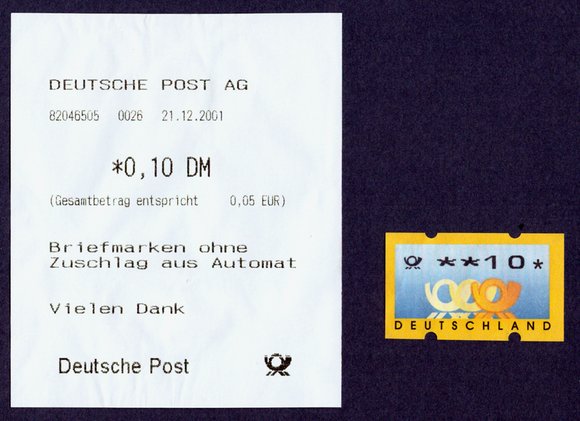 DEUTSCHE POST AG
82046505 0026 21.12.2001
*0,10 DM
(Gesamtbetrag entspricht 0,05 EUR)
Briefmarken ohne
Zuschlag aus Automat
Vielen Dank
Deutsche Post
**10*
DEUTSCHLAND